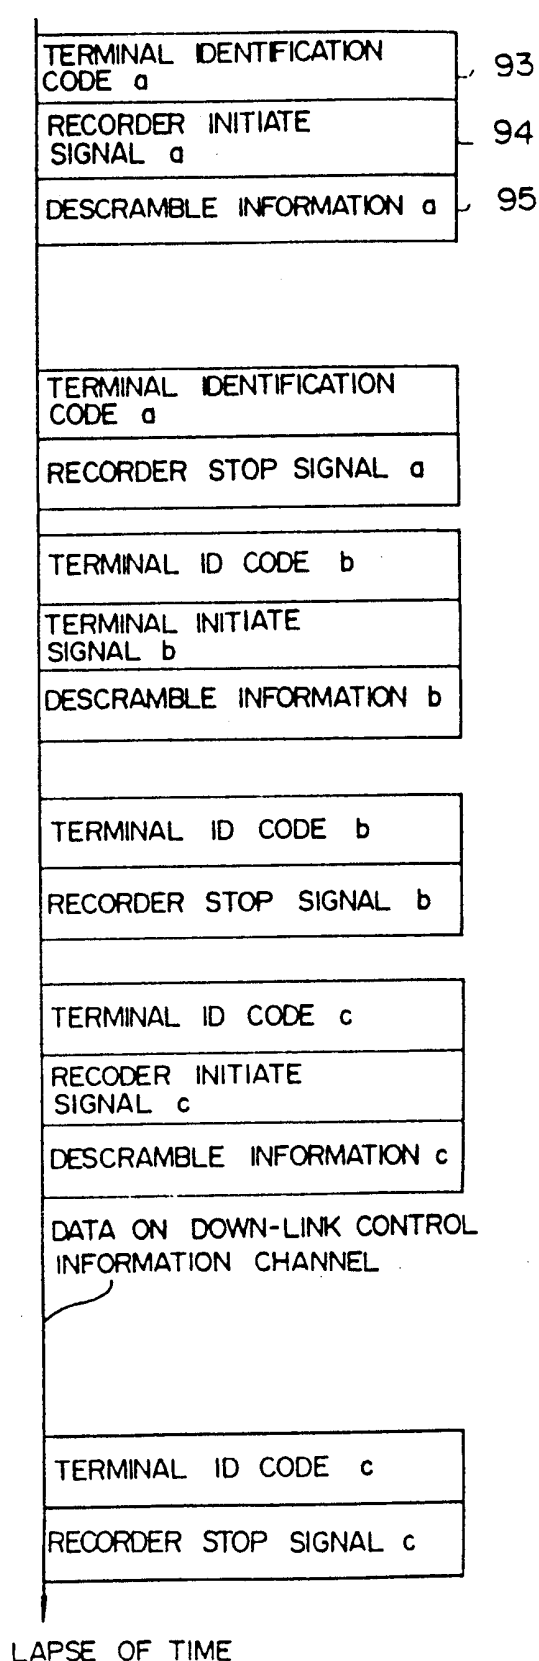 TERMINAL IDENTIFICATION
CODE a
93
RECORDER INITIATE
SIGNAL a
94
DESCRAMBLE INFORMATION a
95
TERMINAL IDENTIFICATION
CODE a
RECORDER STOP SIGNAL a
TERMINAL ID CODE b
TERMINAL INITIATE
SIGNAL b
DESCRAMBLE INFORMATION b
TERMINAL ID CODE b
RECORDER STOP SIGNAL b
TERMINAL ID CODE c
RECODER INITIATE
SIGNAL c
DESCRAMBLE INFORMATION c
DATA ON DOWN-LINK CONTROL
INFORMATION CHANNEL
TERMINAL ID CODE c
RECORDER STOP SIGNAL c
LAPSE OF TIME